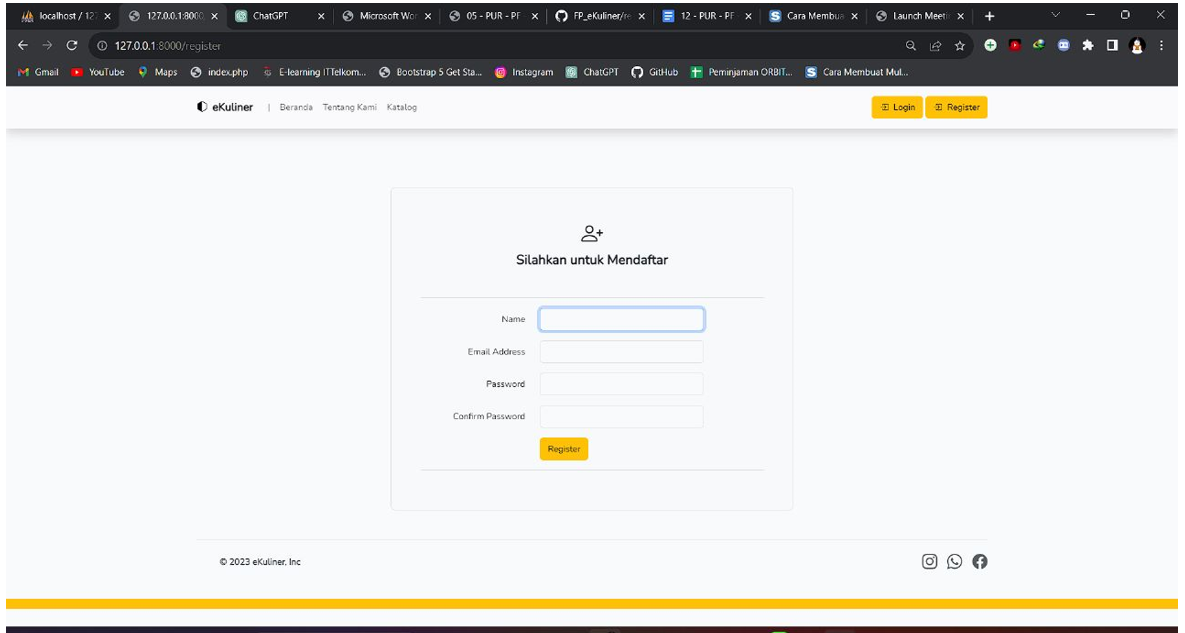 localhost / 127
127.0.0.1:8000
ChatGPT
Microsoft Wor
05 - PUR - PF
FP_eKuliner/re
12 - PUR - PF
Cara Membua
Launch Meeti
127.0.0.1:8000/register
Gmail
YouTube
Maps
index.php
E-learning ITTelkom...
Bootstrap 5 Get Sta...
Instagram
ChatGPT
GitHub
Peminjaman ORBIT...
Cara Membuat Mul...
eKuliner | Beranda Tentang Kami Katalog
Login
Register
Silahkan untuk Mendaftar
Name
Email Address
Password
Confirm Password
Register
© 2023 eKuliner, Inc